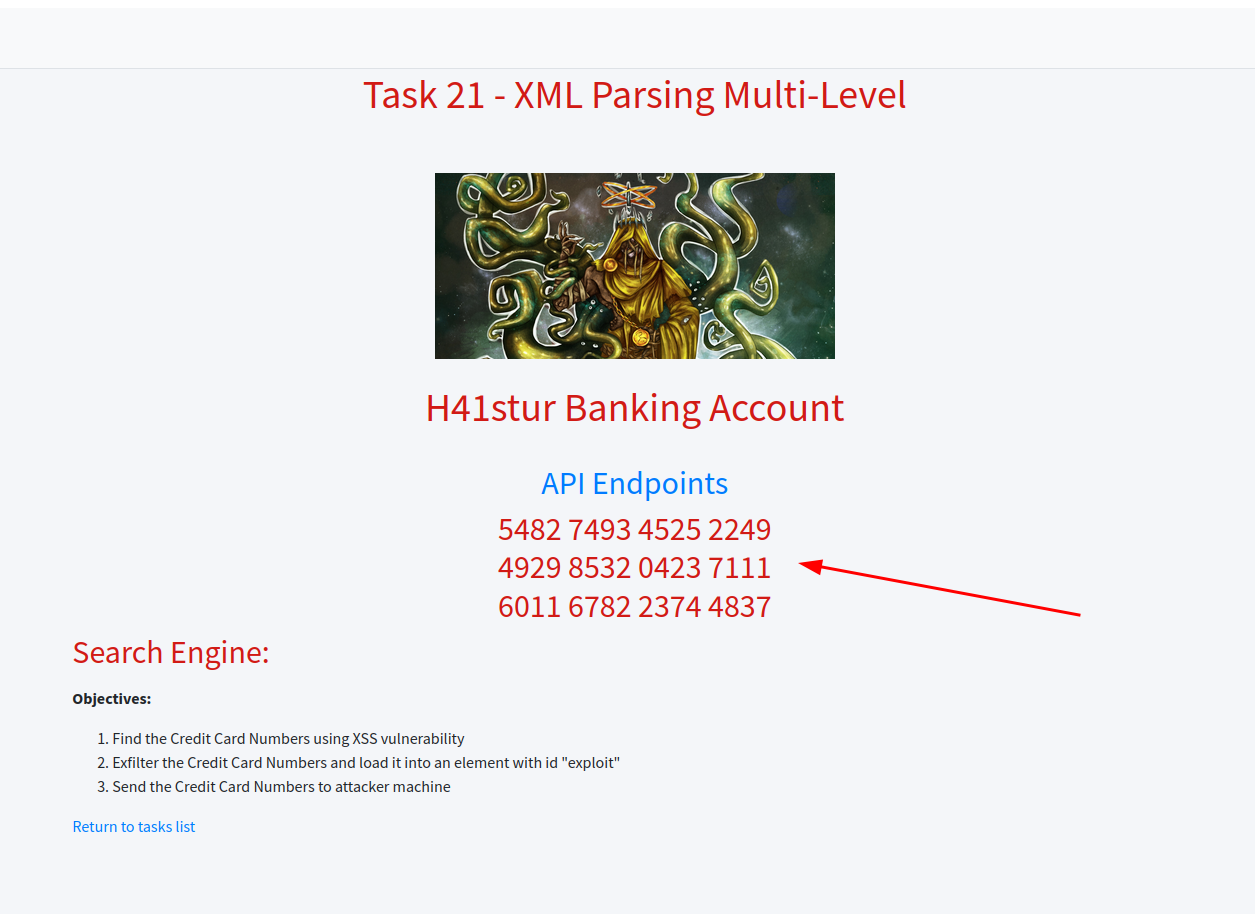 Task 21 - XML Parsing Multi-Level
H41stur Banking Account
API Endpoints
5482 7493 4525 2249
4929 8532 0423 7111
6011 6782 2374 4837
Search Engine:
Objectives:
1. Find the Credit Card Numbers using XSS vulnerability
2. Exfilter the Credit Card Numbers and load it into an element with id "exploit"
3. Send the Credit Card Numbers to attacker machine
Return to tasks list